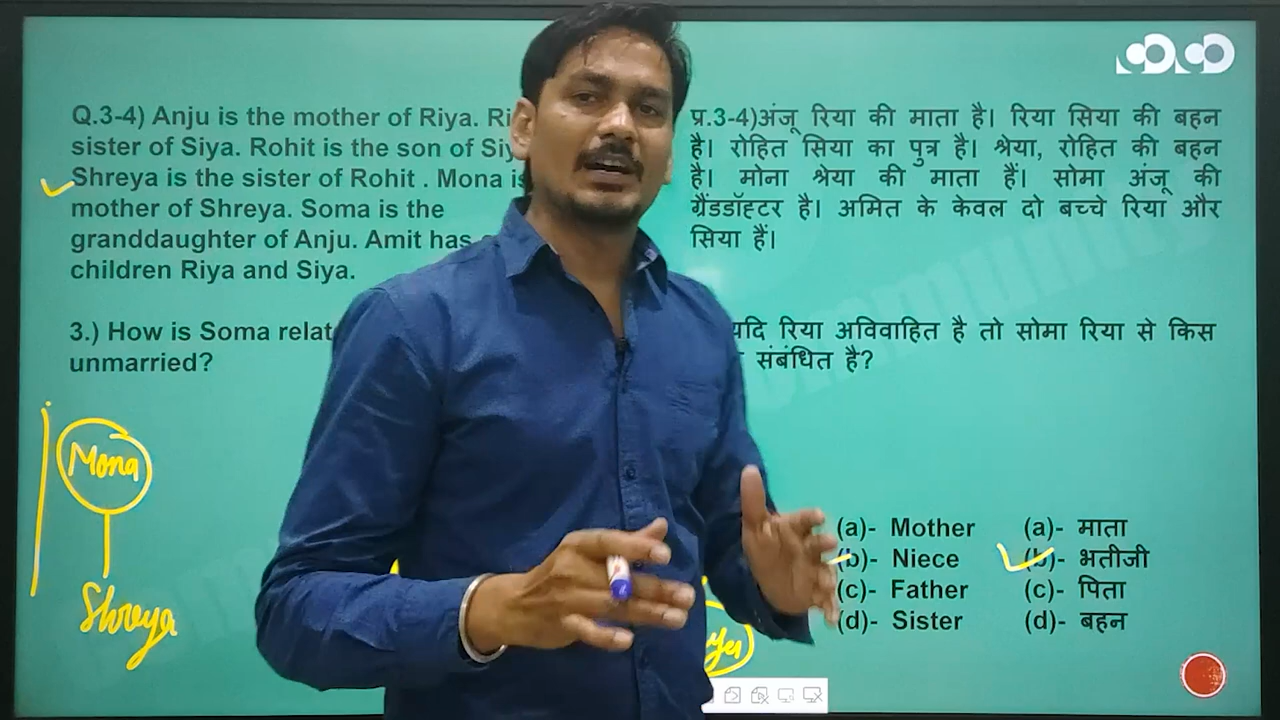 Q.3-4) Anju is the mother of Riya.
sister of Siya. Rohit is the son of
Shreya is the sister of Rohit . Mona is
mother of Shreya. Soma is the
granddaughter of Anju. Amit has
children Riya and Siya.
3.) How is Soma
unmarried?
Mona
Shreya
प्र.3-4)अंजू रिया की माता है। रिया सिया की बहन
है। रोहित सिया का पुत्र है। श्रेया, रोहित की बहन
है। मोना श्रेया की माता हैं। सोमा अंजू की
ग्रैंडडॉह्टर है। अमित के केवल दो बच्चे रिया और
सिया हैं।
यदि रिया अविवाहित है तो सोमा रिया से किस
संबंधित है?
(a)- Mother (a)- माता
(b)- Niece (b)- भतीजी
(c)- Father (c)- पिता
(d)- Sister (d)- बहन